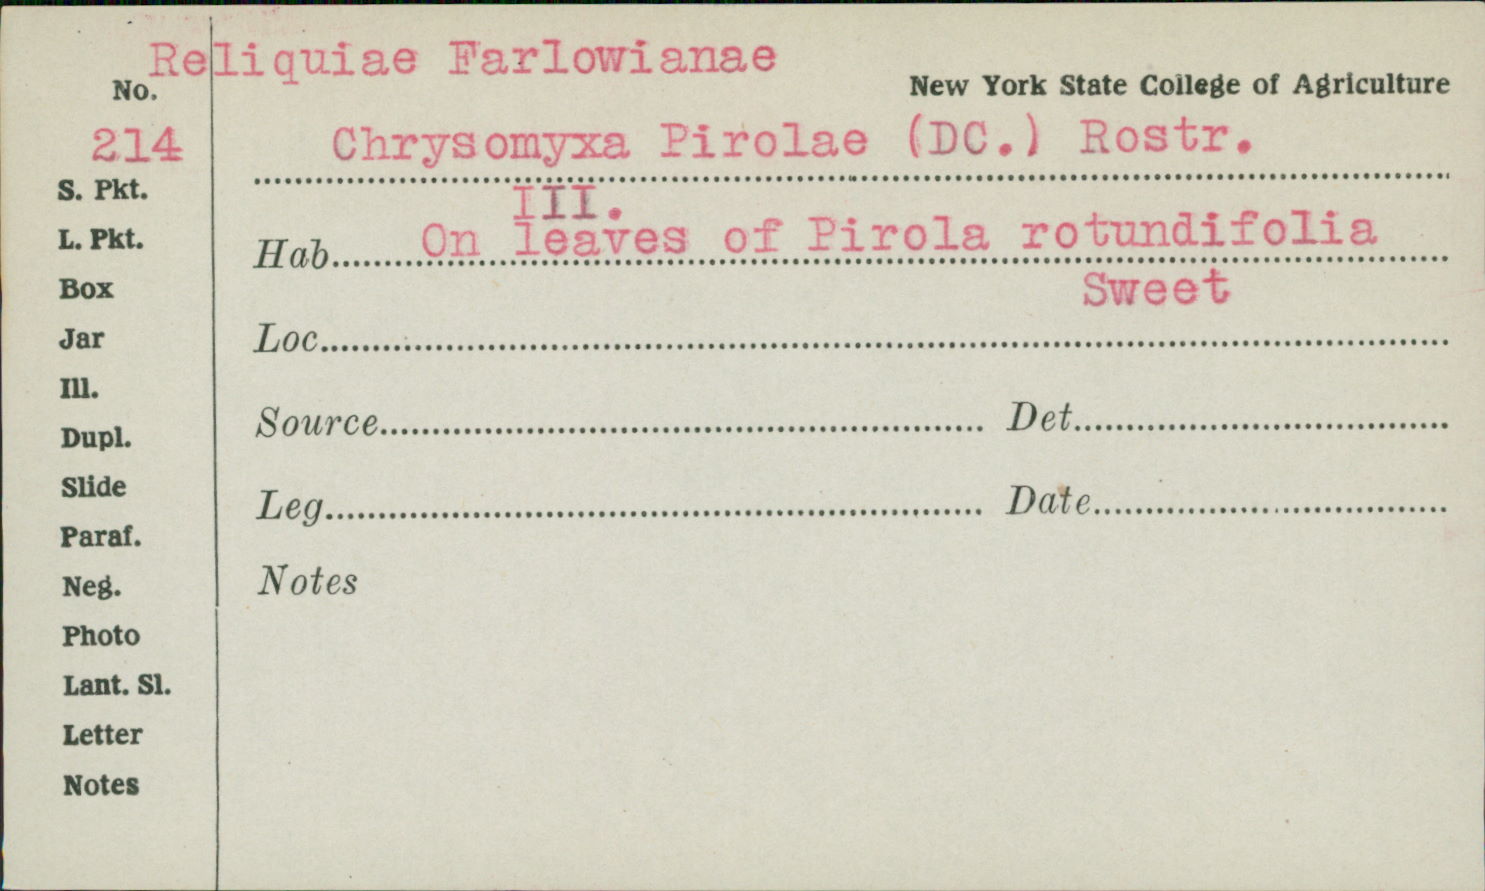 Reliquiae Farlowianae
No.
New York State College of Agriculture
214
Chrysomyxa Pirolae (DC.) Rostr.
S. Pkt.
III.
L. Pkt.
Hab. On leaves of Pirola rotundifolia
Box
Sweet
Jar
Loc.
Ill.
Dupl.
Source
Det.
Slide
Leg.
Date
Paraf.
Neg.
Notes
Photo
Lant. Sl.
Letter
Notes